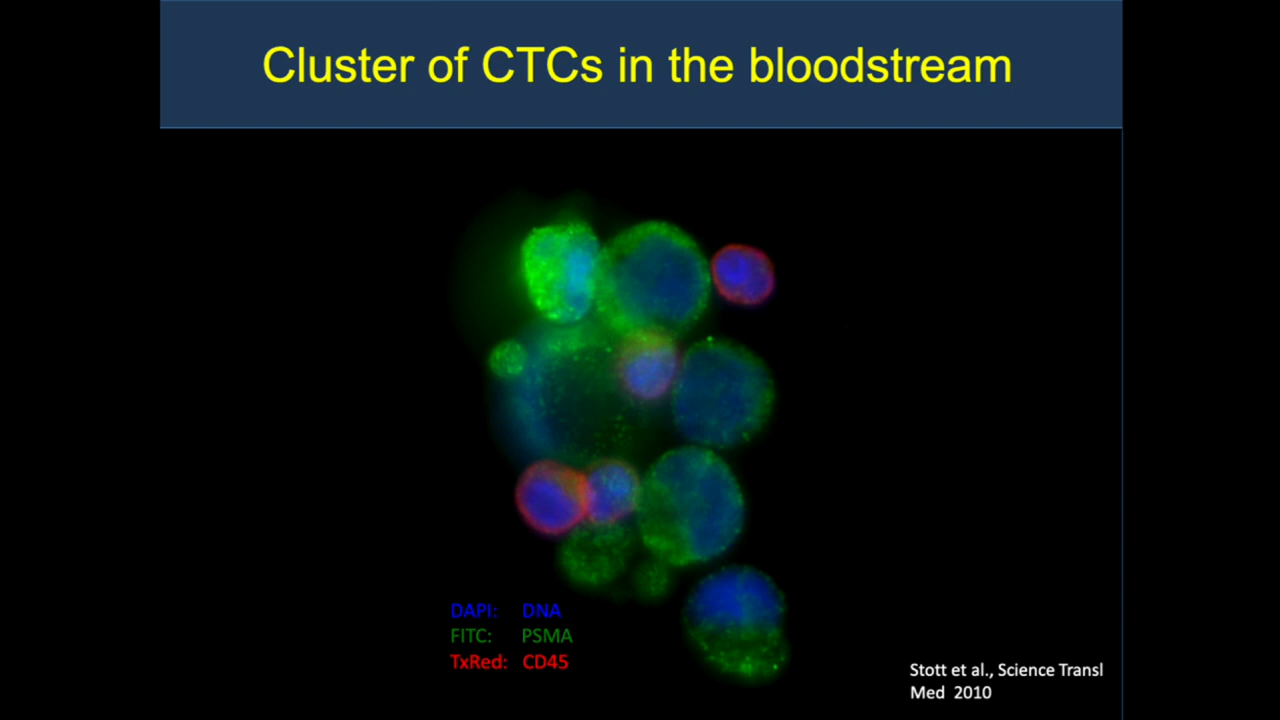 Cluster of CTCs in the bloodstream
DAPI: DNA
FITC: PSMA
TxRed: CD45
Stott et al., Science Transl
Med 2010